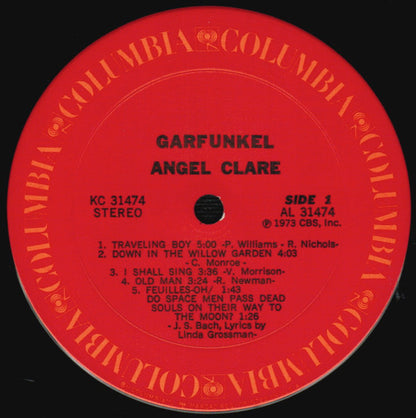 COLUMBIA COLUMBIA COLUMBIA COLUMBIA COLUMBIA COLUMBIA
GARFUNKEL
ANGEL CLARE
KC 31474 SIDE 1
STEREO AL 31474
℗ 1973 CBS, Inc.
1. TRAVELING BOY 5:00 -P. Williams - R. Nichols-
2. DOWN IN THE WILLOW GARDEN 4:03
- C. Monroe -
3. I SHALL SING 3:36 -V. Morrison-
4. OLD MAN 3:24 -R. Newman-
5. FEUILLES-OH/ 1:43
DO SPACE MEN PASS DEAD
SOULS ON THEIR WAY TO
THE MOON? 1:26
- J. S. Bach, Lyrics by
Linda Grossman-